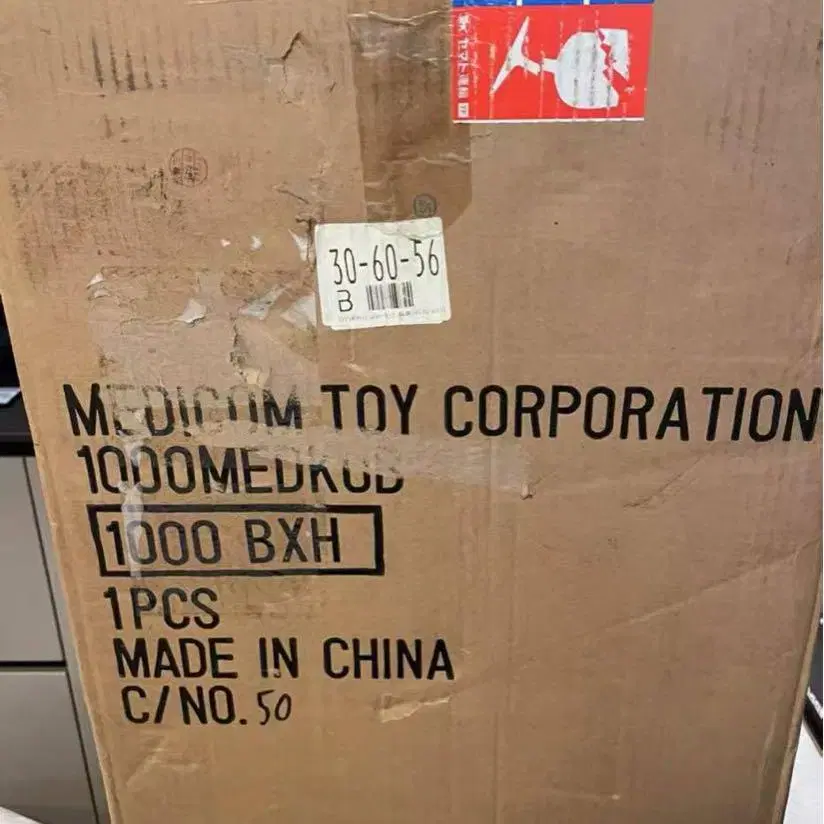 30-60-56
B
MEDICOM TOY CORPORATION
1000 BXH
1PCS
MADE IN CHINA
C/NO. 50